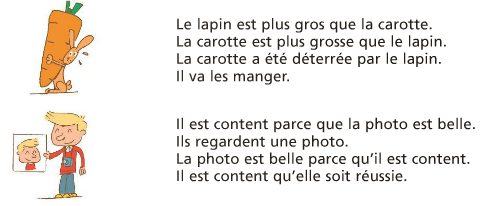 Le lapin est plus gros que la carotte.
La carotte est plus grosse que le lapin.
La carotte a été déterrée par le lapin.
Il va les manger.
Il est content parce que la photo est belle.
Ils regardent une photo.
La photo est belle parce qu'il est content.
Il est content qu'elle soit réussie.